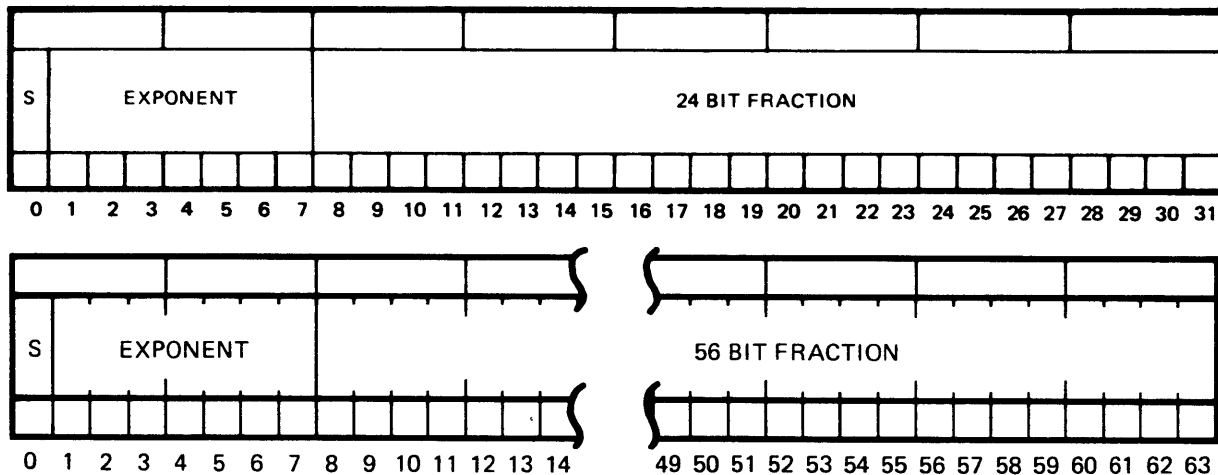 S EXPONENT 24 BIT FRACTION
0 1 2 3 4 5 6 7 8 9 10 11 12 13 14 15 16 17 18 19 20 21 22 23 24 25 26 27 28 29 30 31
S EXPONENT 56 BIT FRACTION
0 1 2 3 4 5 6 7 8 9 10 11 12 13 14 49 50 51 52 53 54 55 56 57 58 59 60 61 62 63